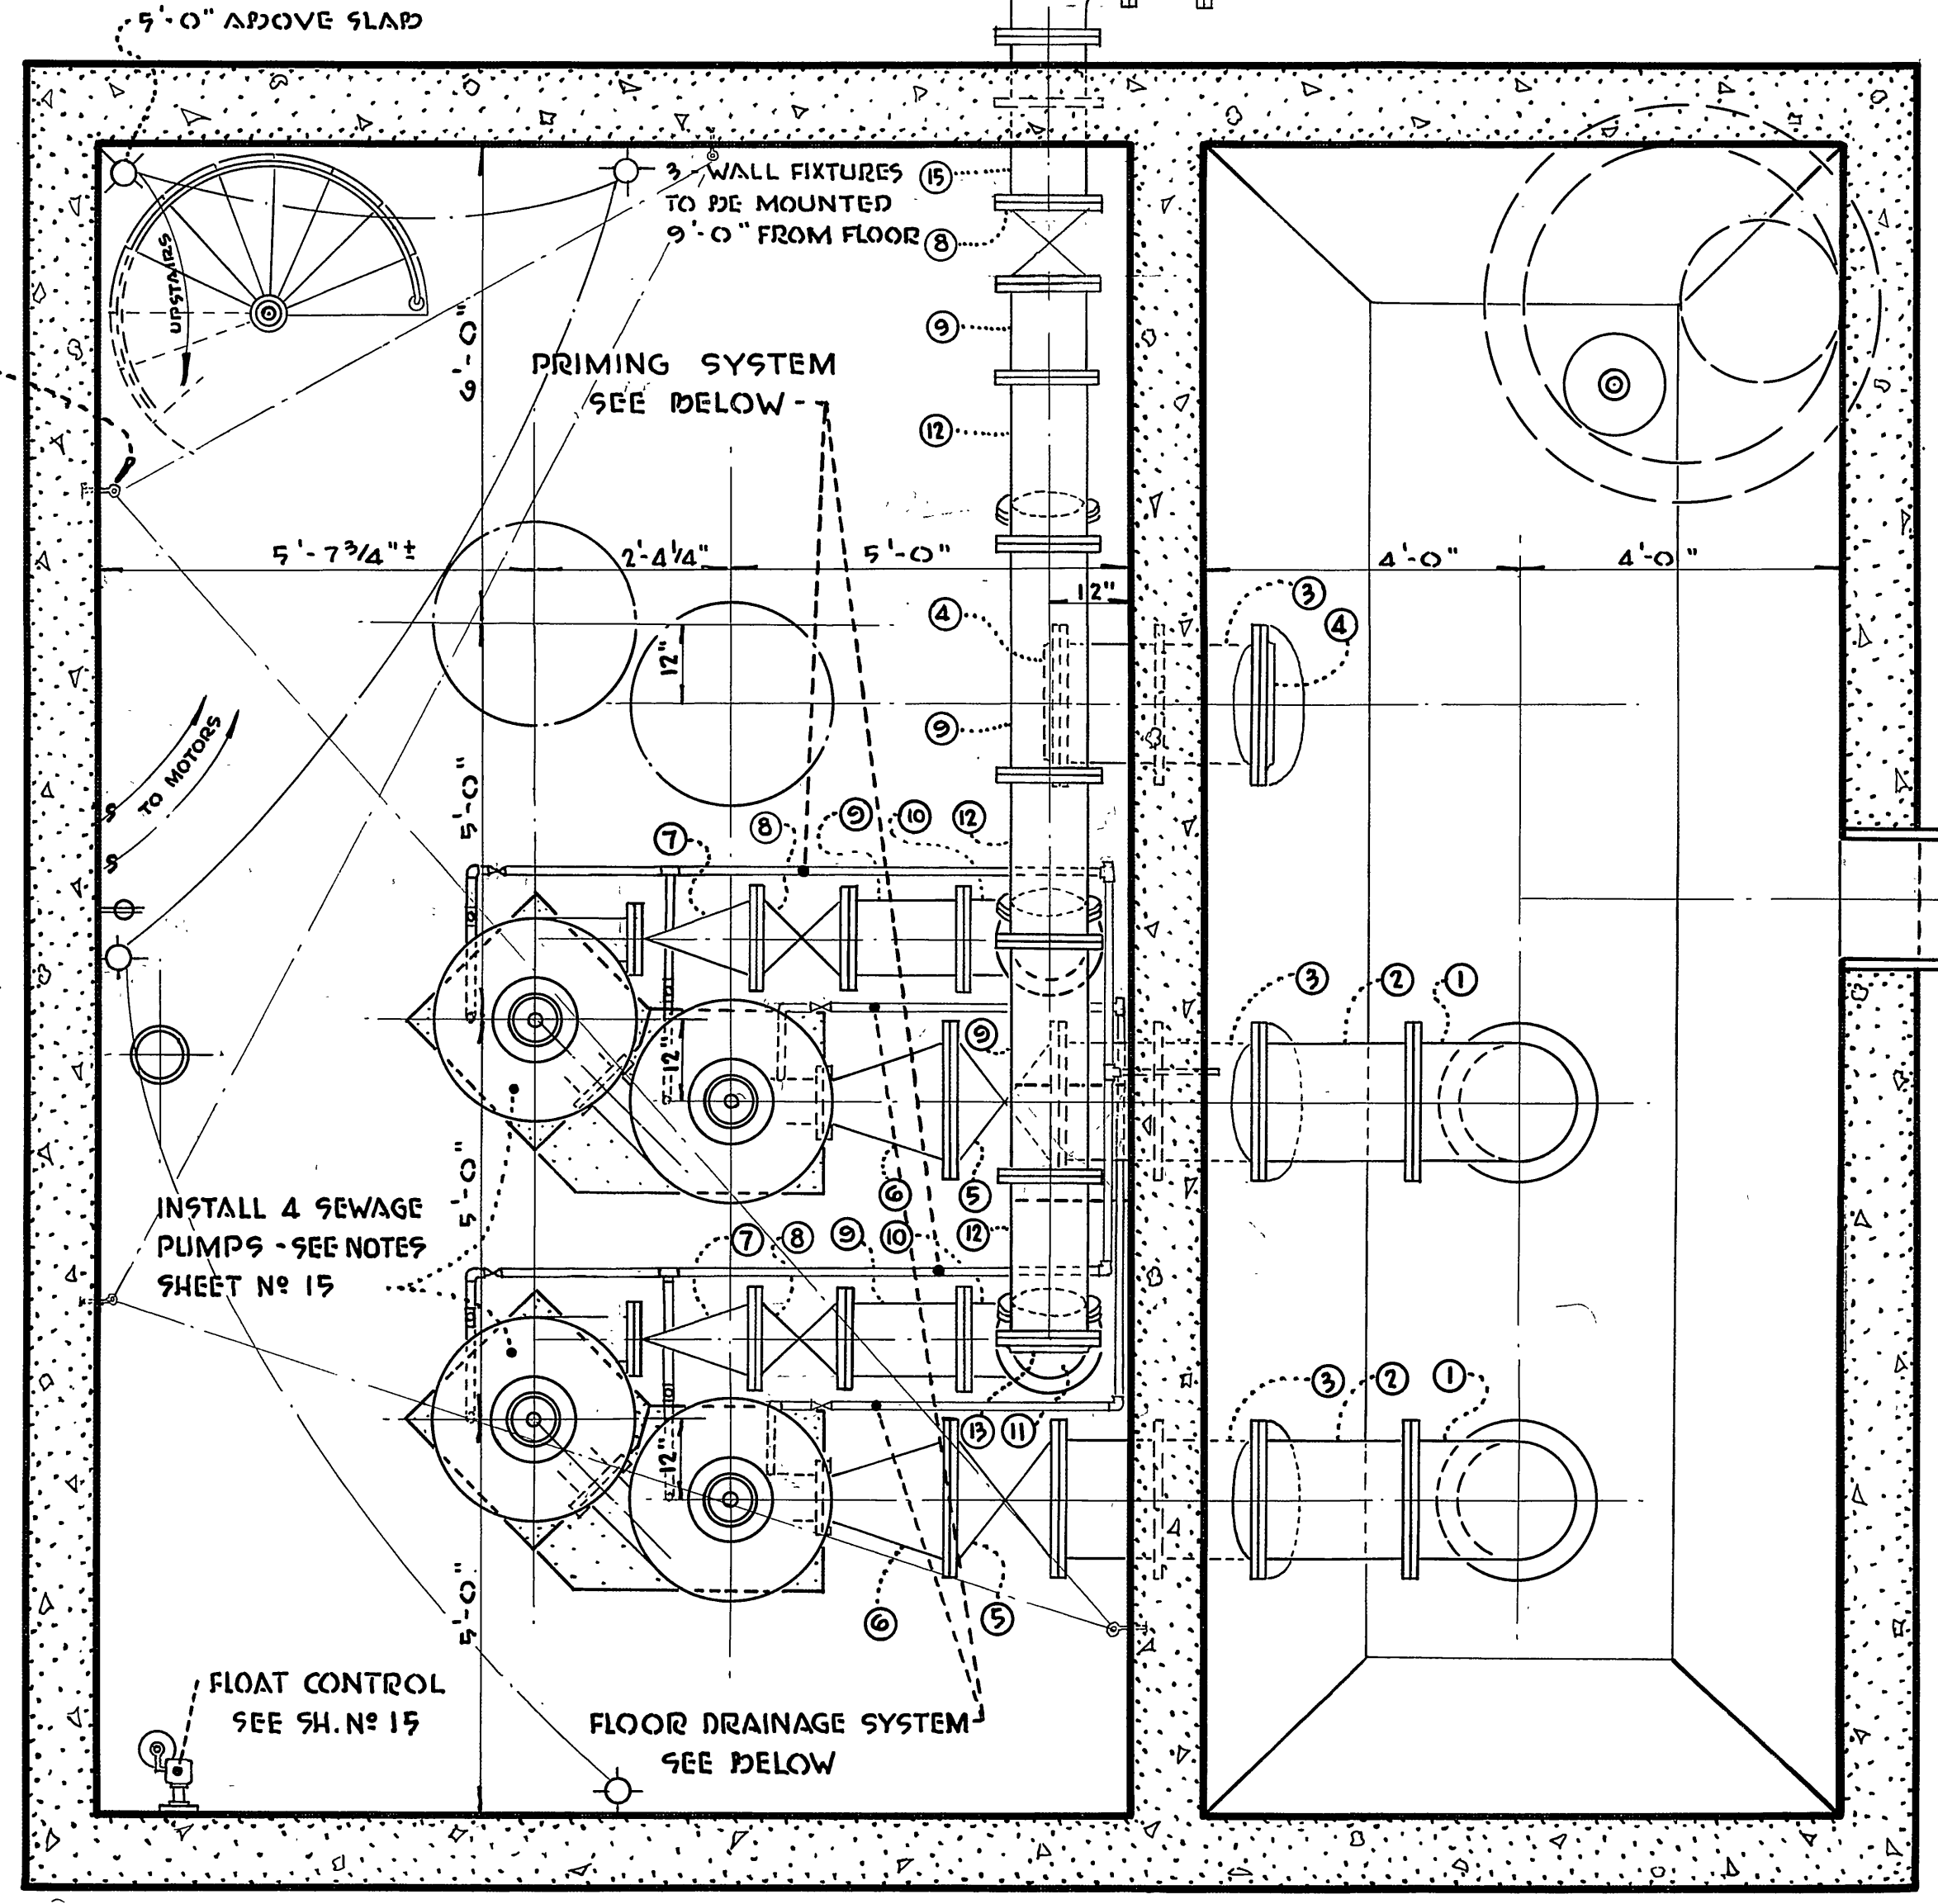 5'-0" ABOVE SLAB
3 - WALL FIXTURES
TO BE MOUNTED
9'-0" FROM FLOOR
15
8
UPSTAIRS
6'-0"
9
PRIMING SYSTEM
SEE BELOW
12
5'-7 3/4" ±
2'-4 1/4"
5'-0"
4'-0"
4'-0"
12"
3
4
4
12"
9
TO MOTORS
S
S
5'-0"
7
8
9
10
12
3
2
1
9
12"
6
5
5'-0"
INSTALL 4 SEWAGE
PUMPS - SEE NOTES
SHEET Nº 15
7
8
9
10
12
3
2
1
13
11
12"
6
5
5'-0"
FLOAT CONTROL
SEE SH. Nº 15
FLOOR DRAINAGE SYSTEM
SEE BELOW